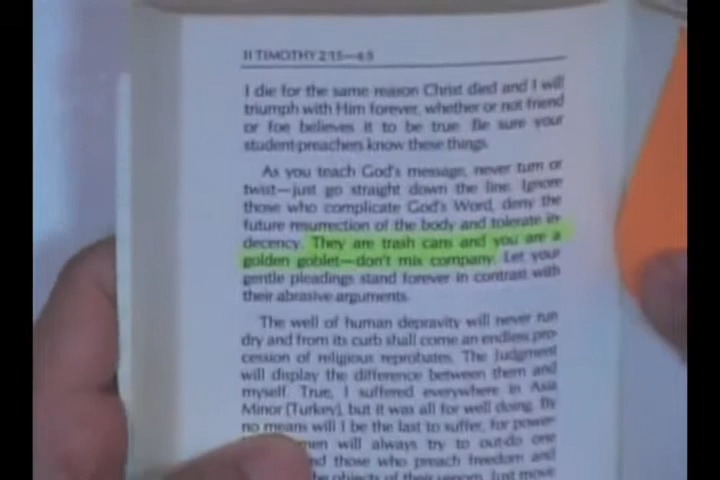 II TIMOTHY 2:15—4:5
I die for the same reason Christ died and I will
triumph with Him forever, whether or not friend
or foe believes it to be true. Be sure your
student-preachers know these things.
As you teach God's message, never turn or
twist—just go straight down the line. Ignore
those who complicate God's Word, deny the
future resurrection of the body and tolerate in-
decency. They are trash cans and you are a
golden goblet—don't mix company. Let your
gentle pleadings stand forever in contrast with
their abrasive arguments.
The well of human depravity will never run
dry and from its curb shall come an endless pro-
cession of religious reprobates. The Judgment
will display the difference between them and
myself. True, I suffered everywhere in Asia
Minor (Turkey), but it was all for well doing. By
no means will I be the last to suffer, for power-
men will always try to out-do one
those who preach freedom and
the objects of their venom. Just move